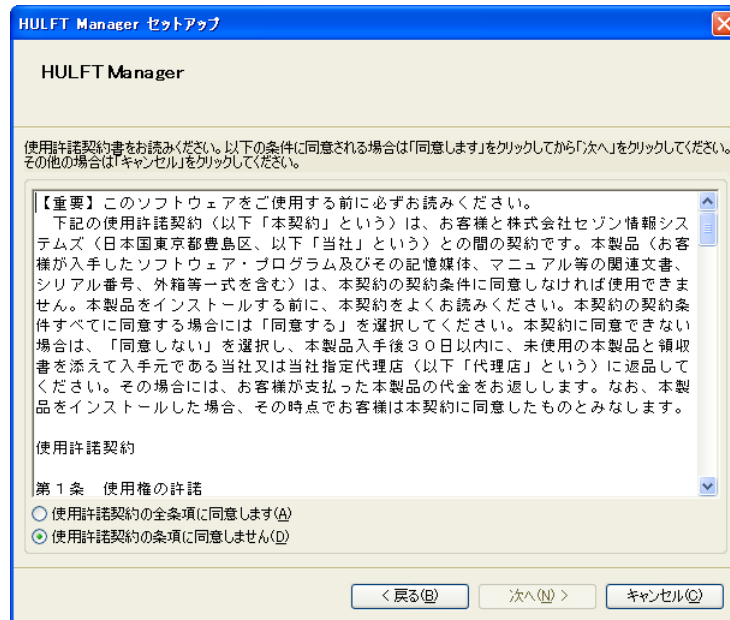 HULFT Manager セットアップ
HULFT Manager
使用許諾契約書をお読みください。以下の条件に同意される場合は「同意します」をクリックしてから「次へ」をクリックしてください。
その他の場合は「キャンセル」をクリックしてください。
【重要】このソフトウェアをご使用する前に必ずお読みください。
下記の使用許諾契約（以下「本契約」という）は、お客様と株式会社セゾン情報シス
テムズ（日本国東京都豊島区、以下「当社」という）との間の契約です。本製品（お客
様が入手したソフトウェア・プログラム及びその記憶媒体、マニュアル等の関連文書、
シリアル番号、外箱等一式を含む）は、本契約の契約条件に同意しなければ使用できま
せん。本製品をインストールする前に、本契約をよくお読みください。本契約の契約条
件すべてに同意する場合には「同意する」を選択してください。本契約に同意できない
場合は、「同意しない」を選択し、本製品入手後３０日以内に、未使用の本製品と領収
書を添えて入手元である当社又は当社指定代理店（以下「代理店」という）に返品して
ください。その場合には、お客様が支払った本製品の代金をお返しします。なお、本製
品をインストールした場合、その時点でお客様は本契約に同意したものとみなします。
使用許諾契約
第１条　使用権の許諾
使用許諾契約の全条項に同意します(A)
使用許諾契約の条項に同意しません(D)
< 戻る(B)　次へ(N) >　キャンセル(C)